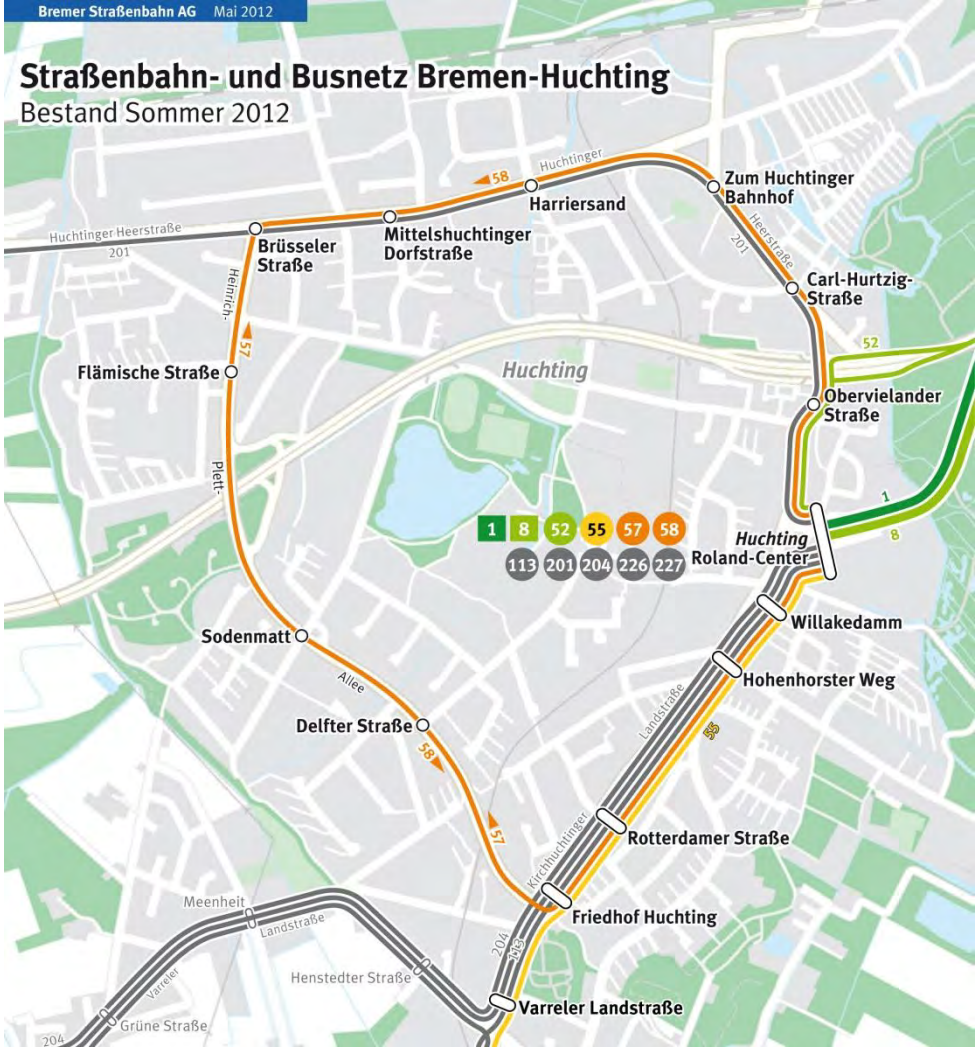 Bremer Straßenbahn AG Mai 2012
Straßenbahn- und Busnetz Bremen-Huchting
Bestand Sommer 2012
58
Huchtinger
Zum Huchtinger
Bahnhof
Harriersand
Mittelshuchtinger
Dorfstraße
Huchtinger Heerstraße
201
Brüsseler
Straße
Heerstraße
201
Heinrich-
Carl-Hurtzig-
Straße
57
52
Flämische Straße
Huchting
Obervielander
Straße
Plett-
1
8
1 8 52 55 57 58
113 201 204 226 227
Huchting
Roland-Center
Willakedamm
Sodenmatt
Allee
Hohenhorster Weg
Landstraße
Delfter Straße
55
58
57
Rotterdamer Straße
Kirchhuchtinger
Friedhof Huchting
Meenheit
Landstraße
204
113
Varreler
Henstedter Straße
Varreler Landstraße
Grüne Straße
204